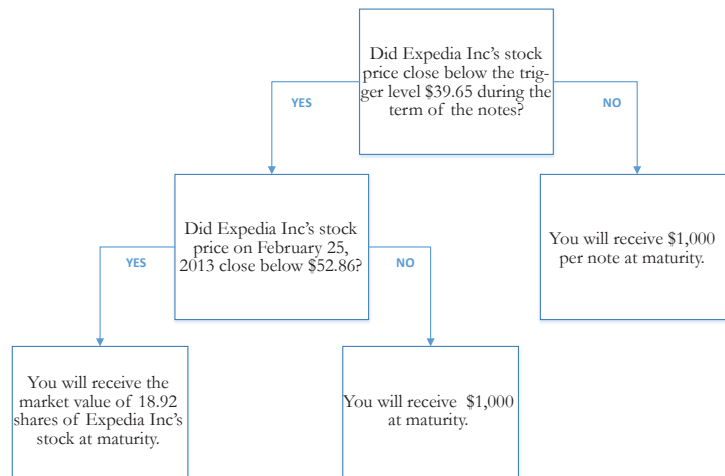 Did Expedia Inc's stock
price close below the trig-
ger level $39.65 during the
term of the notes?
YES
NO
Did Expedia Inc's stock
price on February 25,
2013 close below $52.86?
You will receive $1,000
per note at maturity.
YES
NO
You will receive the
market value of 18.92
shares of Expedia Inc's
stock at maturity.
You will receive $1,000
at maturity.